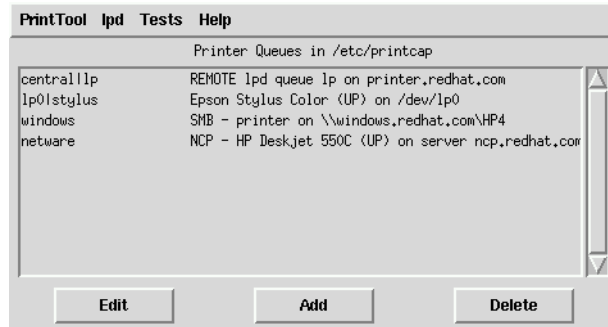 PrintTool lpd Tests Help
Printer Queues in /etc/printcap
central|lp REMOTE lpd queue lp on printer.redhat.com
lp0|stylus Epson Stylus Color (UP) on /dev/lp0
windows SMB - printer on \\windows.redhat.com\HP4
netware NCP - HP Deskjet 550C (UP) on server ncp.redhat.com
Edit Add Delete